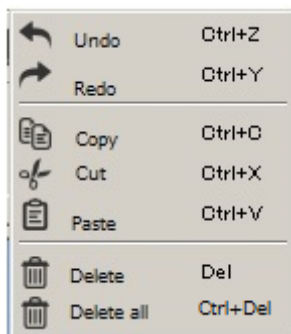 Undo Ctrl+Z
Redo Ctrl+Y
Copy Ctrl+C
Cut Ctrl+X
Paste Ctrl+V
Delete Del
Delete all Ctrl+Del